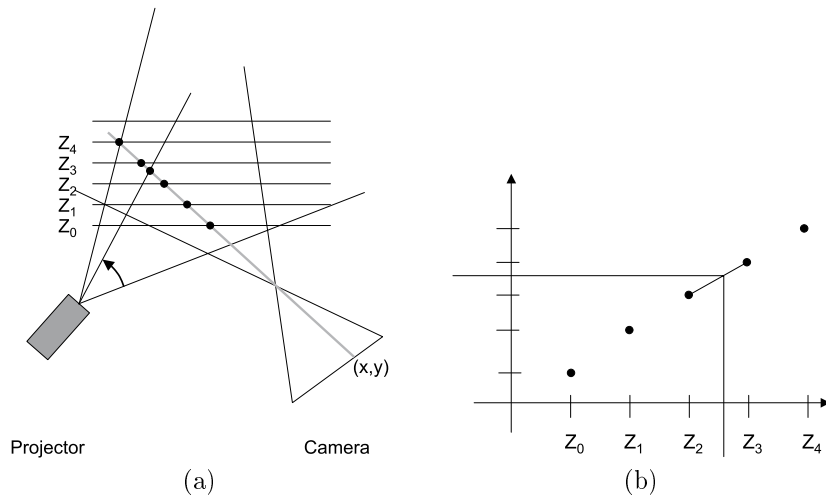 Z4
Z3
Z2
Z1
Z0
(x,y)
Projector
Camera
(a)
Z0 Z1 Z2 Z3 Z4
(b)